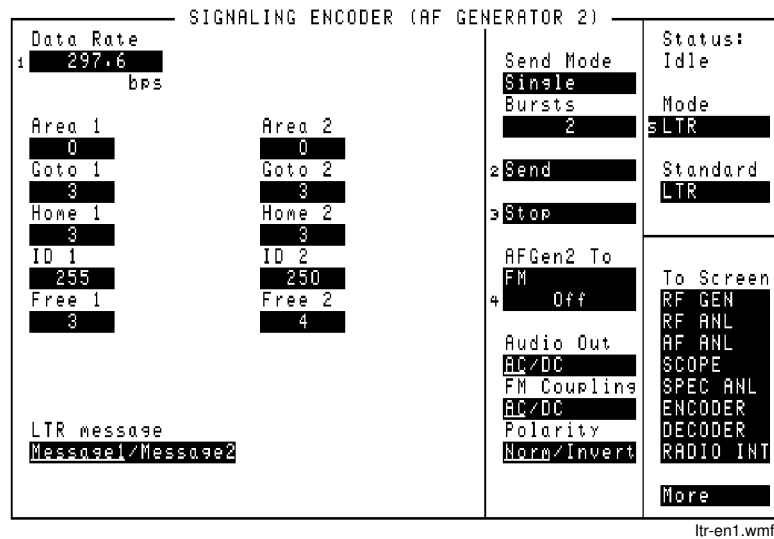 SIGNALING ENCODER (AF GENERATOR 2)
Data Rate
1 297.6
bps
Area 1
0
Goto 1
3
Home 1
3
ID 1
255
Free 1
3
Area 2
0
Goto 2
3
Home 2
3
ID 2
250
Free 2
4
LTR message
Message1/Message2
Send Mode
Single
Bursts
2
2 Send
3 Stop
AFGen2 To
FM
4 Off
Audio Out
AC/DC
FM Coupling
AC/DC
Polarity
Norm/Invert
Status:
Idle
Mode
5 LTR
Standard
LTR
To Screen
RF GEN
RF ANL
AF ANL
SCOPE
SPEC ANL
ENCODER
DECODER
RADIO INT
More
ltr-en1.wmf